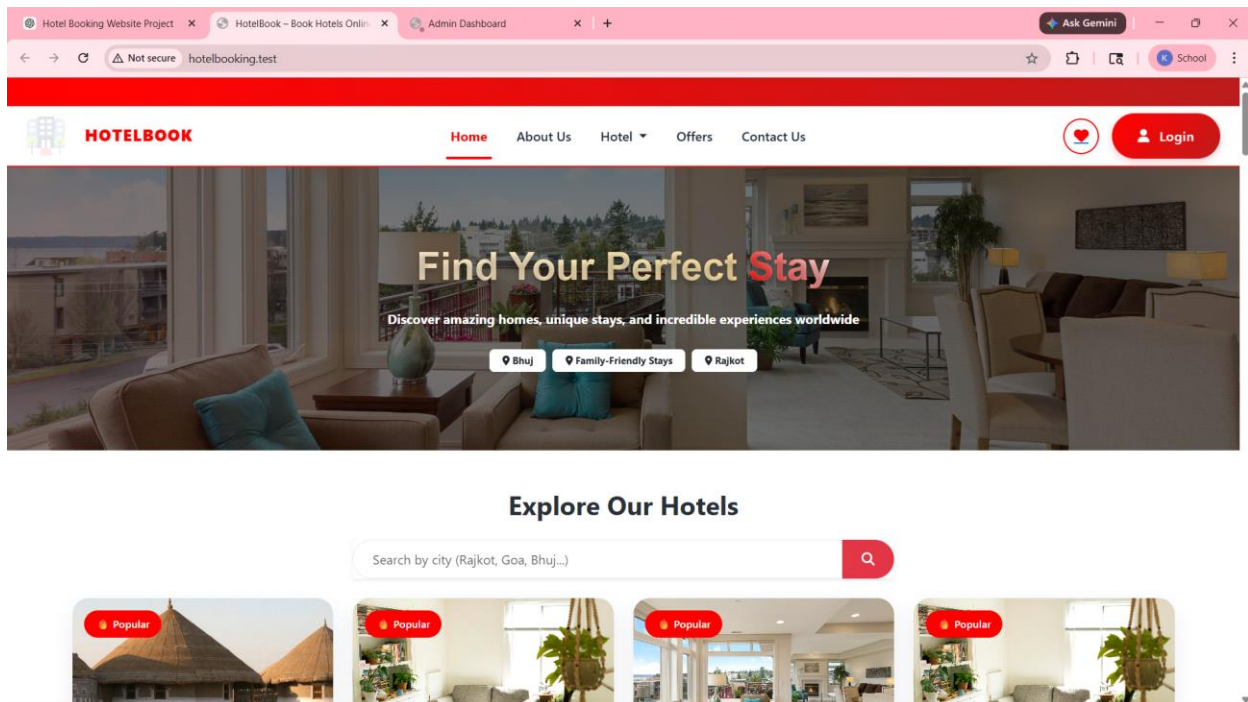 Hotel Booking Website Project
HotelBook – Book Hotels Onlin
Admin Dashboard
Ask Gemini
Not secure
hotelbooking.test
K
School
HOTELBOOK
Home
About Us
Hotel
Offers
Contact Us
Login
Find Your Perfect Stay
Discover amazing homes, unique stays, and incredible experiences worldwide
Bhuj
Family-Friendly Stays
Rajkot
Explore Our Hotels
Search by city (Rajkot, Goa, Bhuj...)
Popular
Popular
Popular
Popular